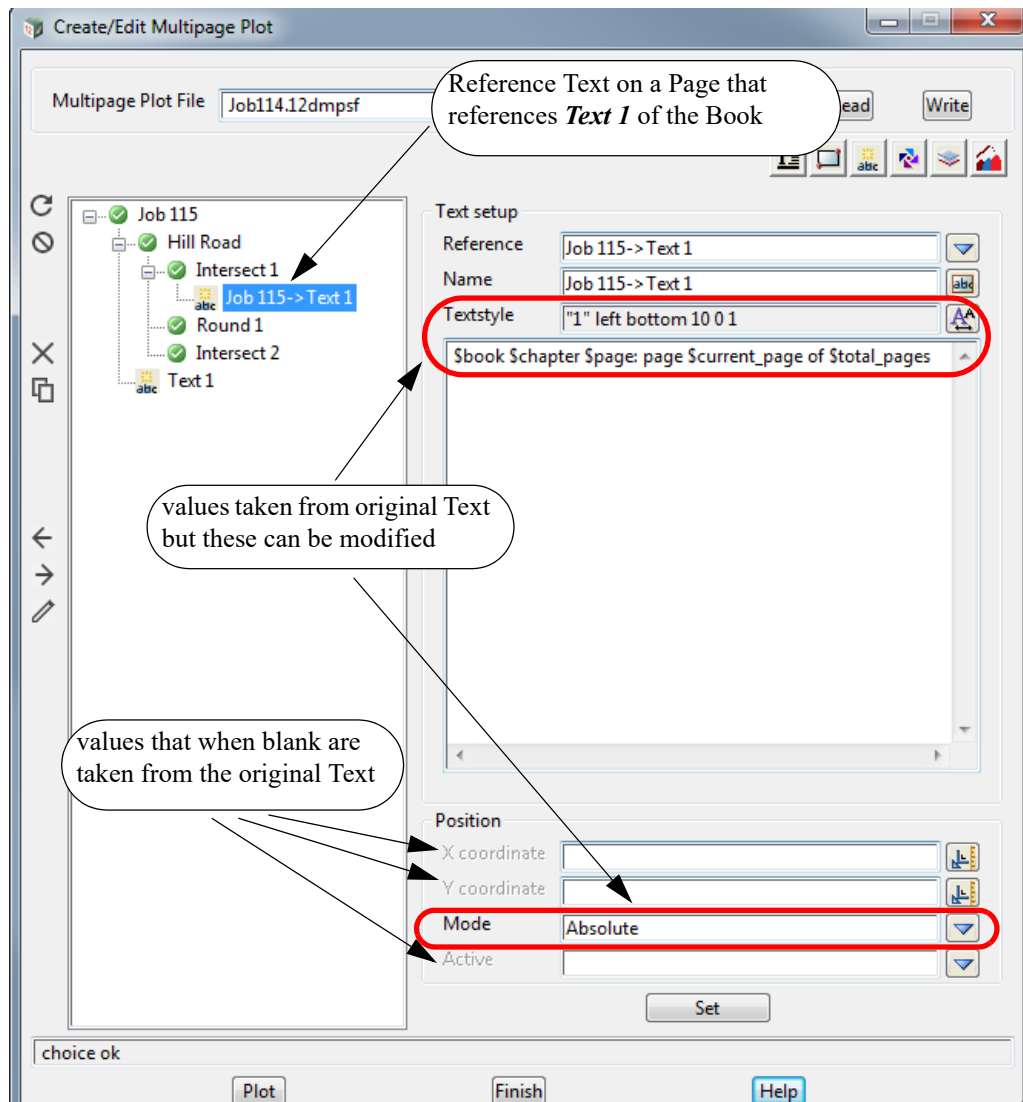 Create/Edit Multipage Plot
Reference Text on a Page that
references Text 1 of the Book
Multipage Plot File
Job114.12dmpsf
ead
Write
abc
Job 115
Hill Road
Intersect 1
abc
Job 115->Text 1
Round 1
Intersect 2
abc
Text 1
Text setup
Reference
Job 115->Text 1
Name
Job 115->Text 1
abc
Textstyle
"1" left bottom 10 0 1
$book $chapter $page: page $current_page of $total_pages
values taken from original Text
but these can be modified
values that when blank are
taken from the original Text
Position
X coordinate
Y coordinate
Mode
Absolute
Active
Set
choice ok
Plot
Finish
Help